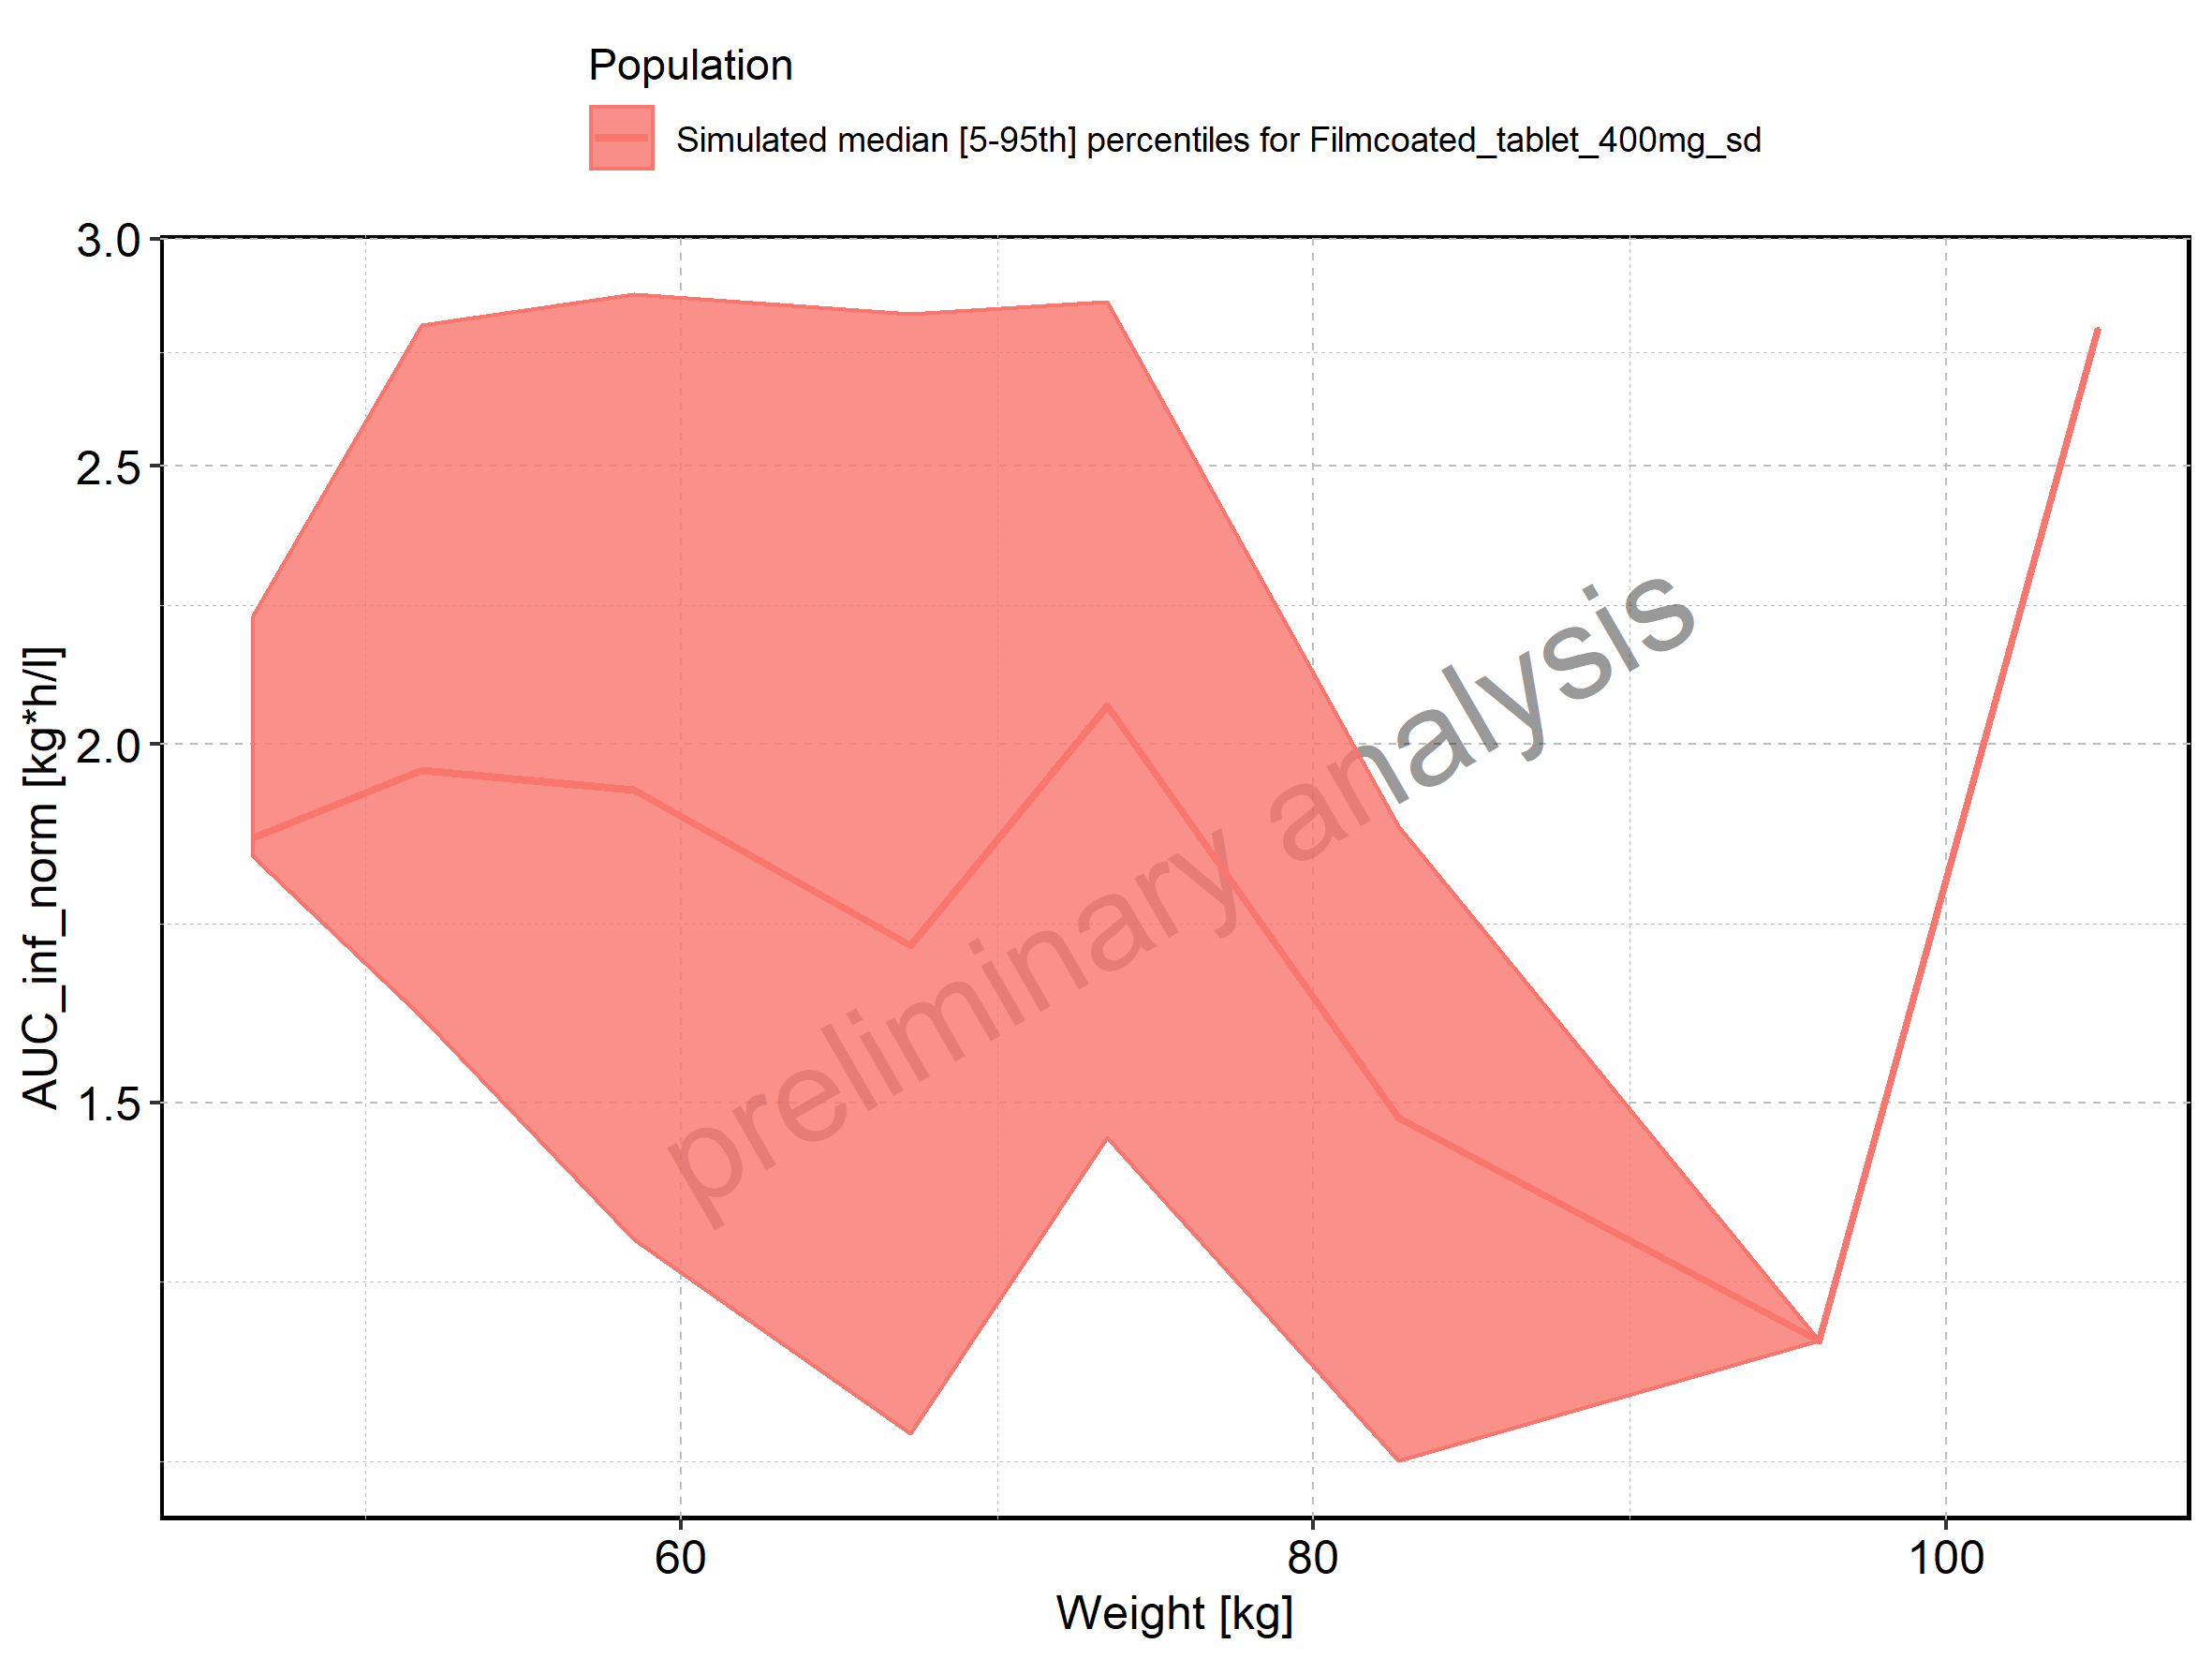 Population
Simulated median [5-95th] percentiles for Filmcoated_tablet_400mg_sd
3.0
2.5
2.0
1.5
AUC_inf_norm [kg*h/l]
preliminary analysis
60
80
100
Weight [kg]